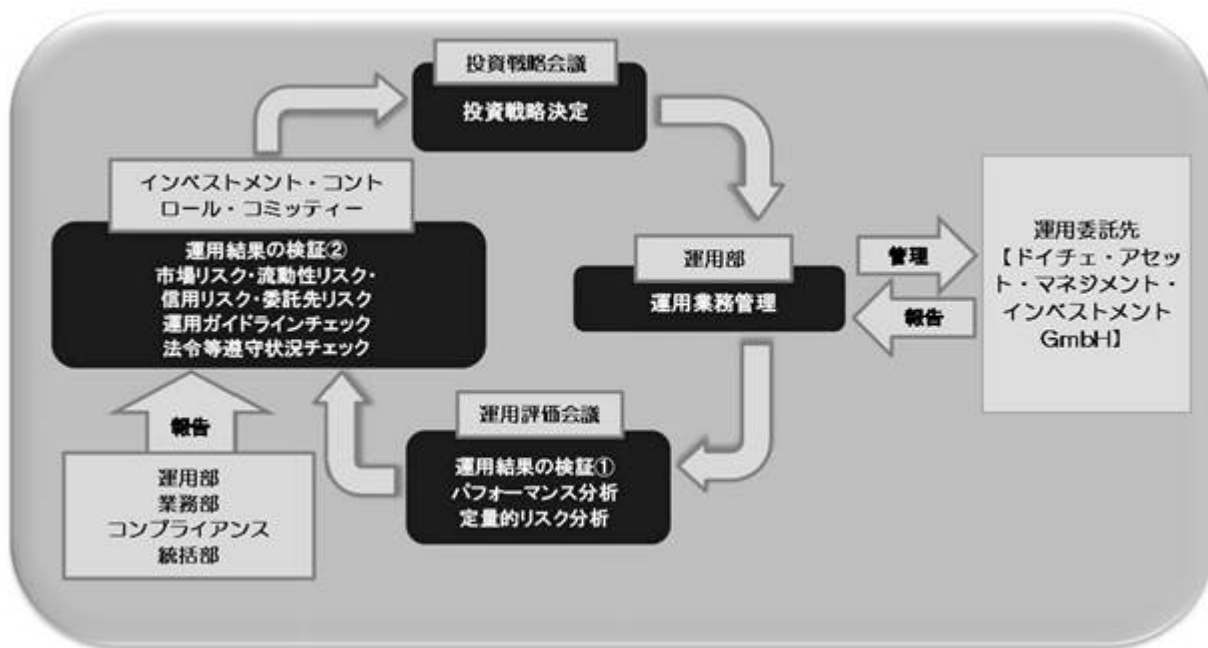 投資戦略会議
投資戦略決定
インベストメント・コント
ロール・コミッティー
運用結果の検証②
市場リスク・流動性リスク・
信用リスク・委託先リスク
運用ガイドラインチェック
法令等遵守状況チェック
運用部
運用業務管理
管理
報告
運用委託先
【ドイチェ・アセッ
ト・マネジメント・
インベストメント
GmbH】
運用評価会議
運用結果の検証①
パフォーマンス分析
定量的リスク分析
報告
運用部
業務部
コンプライアンス
統括部